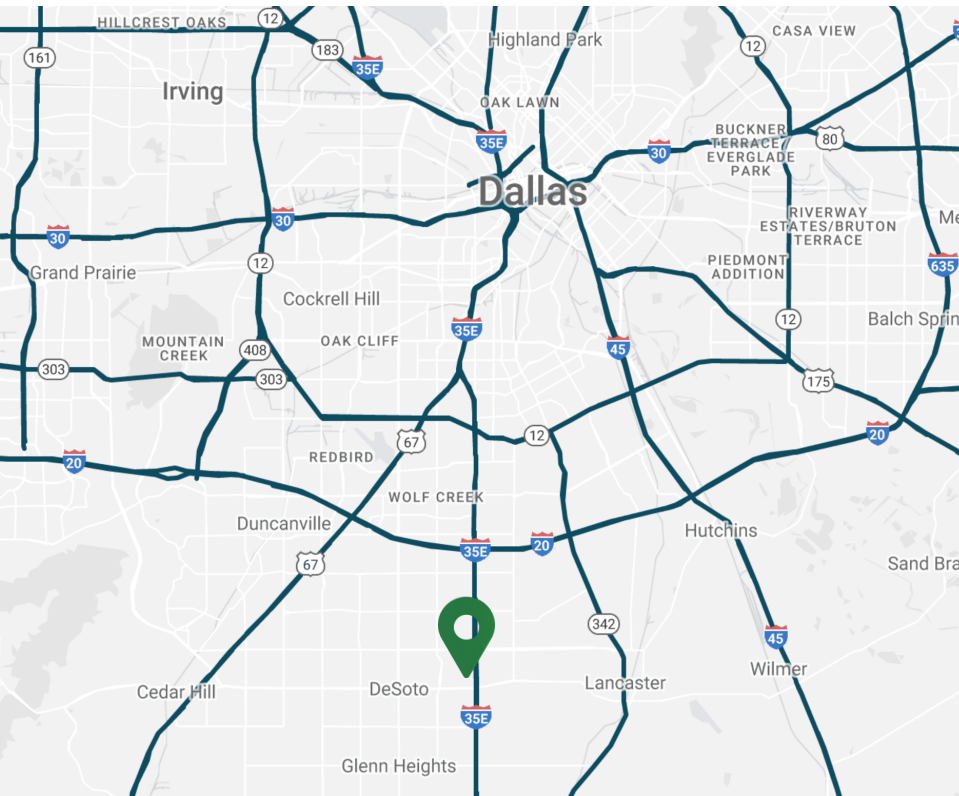 12
HILLCREST OAKS
CASA VIEW
Highland Park
12
183
161
35E
Irving
OAK LAWN
BUCKNER
TERRACE
EVERGLADE
PARK
80
35E
30
Dallas
RIVERWAY
ESTATES/BRUTON
TERRACE
Me
30
30
12
Grand Prairie
PIEDMONT
ADDITION
635
Cockrell Hill
12
Balch Sprin
35E
MOUNTAIN
CREEK
OAK CLIFF
408
45
303
303
175
67
12
20
REDBIRD
20
WOLF CREEK
Duncanville
Hutchins
35E
20
67
Sand Bra
342
45
Wilmer
Cedar Hill
DeSoto
Lancaster
35E
Glenn Heights